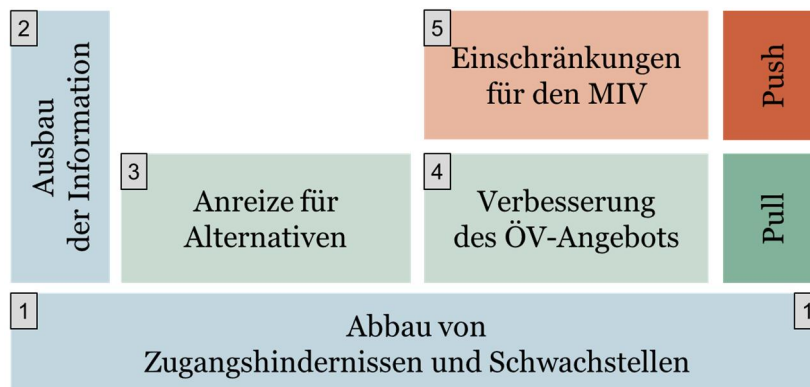 2
Ausbau
der Information
5
Einschränkungen
für den MIV
Push
3
Anreize für
Alternativen
4
Verbesserung
des ÖV-Angebots
Pull
1
Abbau von
Zugangshindernissen und Schwachstellen
1